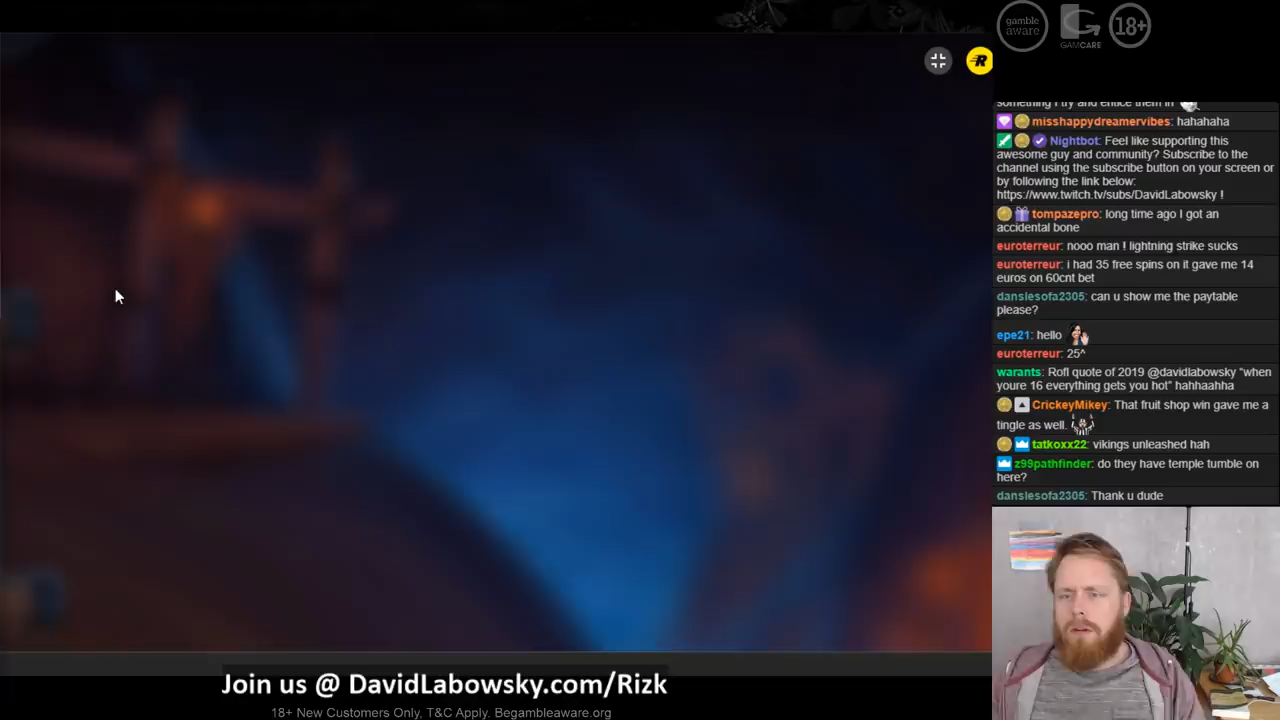 gamble
aware
GAMCARE
18+
R
something I try and entice them in
misshappydreamervibes: hahahaha
Nightbot: Feel like supporting this
awesome guy and community? Subscribe to the
channel using the subscribe button on your screen or
by following the link below:
https://www.twitch.tv/subs/DavidLabowsky !
tompazepro: long time ago I got an
accidental bone
euroterreur: nooo man ! lightning strike sucks
euroterreur: i had 35 free spins on it gave me 14
euros on 60cnt bet
danslesofa2305: can u show me the paytable
please?
epe21: hello
euroterreur: 25^
warants: Rofl quote of 2019 @davidlabowsky "when
youre 16 everything gets you hot" hahhaahha
CrickeyMikey: That fruit shop win gave me a
tingle as well.
tatkoxx22: vikings unleashed hah
z99pathfinder: do they have temple tumble on
here?
danslesofa2305: Thank u dude
Join us @ DavidLabowsky.com/Rizk
18+ New Customers Only, T&C Apply. Begambleaware.org